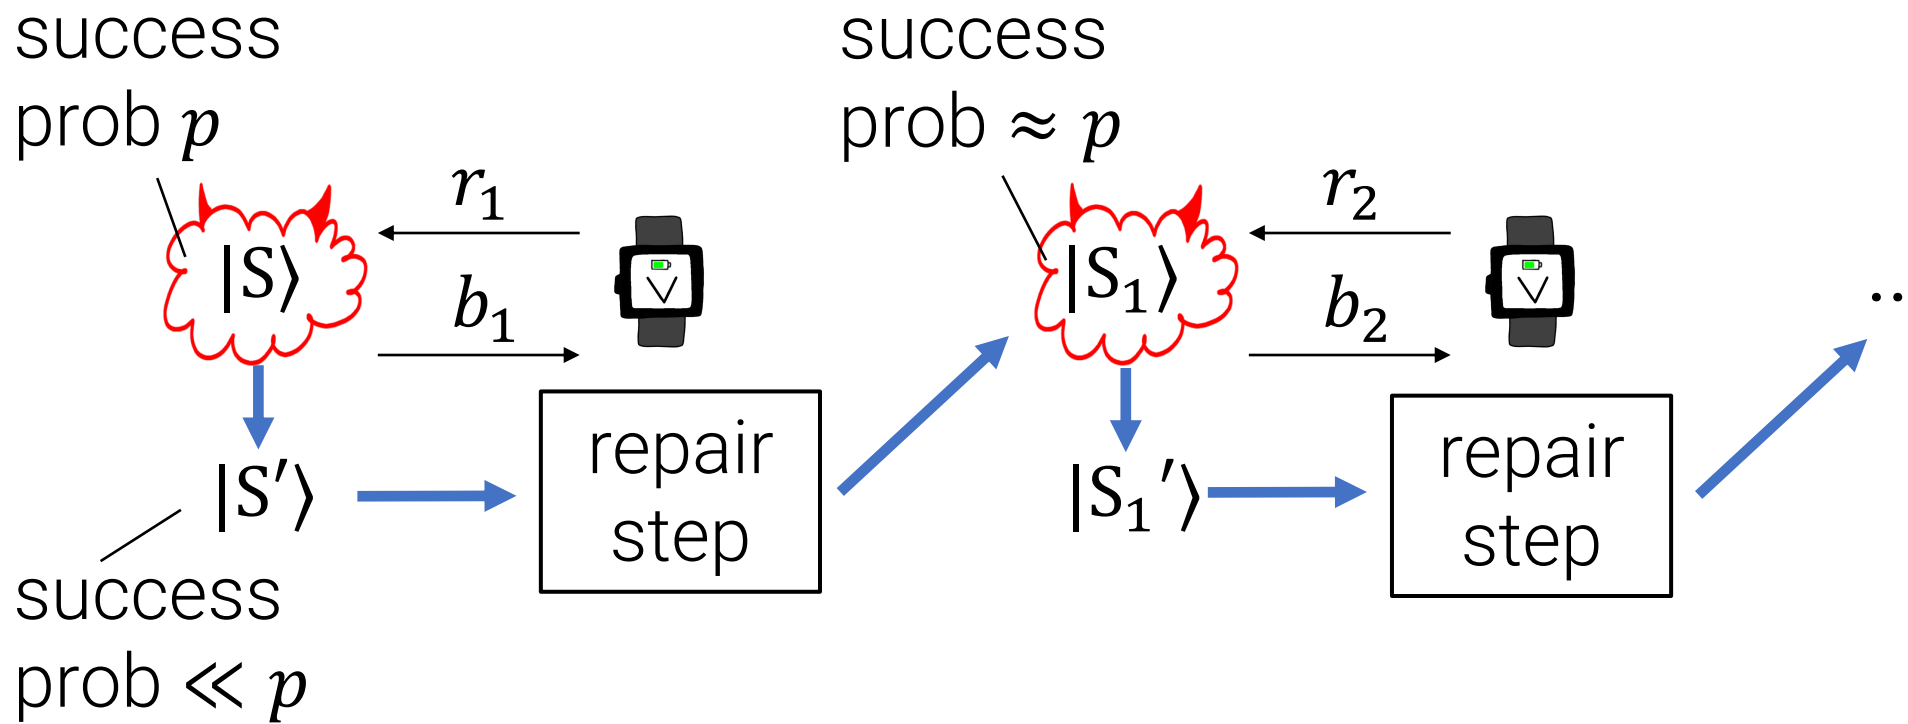 success
prob p
success
prob ≈ p
r₁
r₂
|S⟩
|S₁⟩
b₁
b₂
..
repair
step
repair
step
|S′⟩
|S₁′⟩
success
prob ≪ p